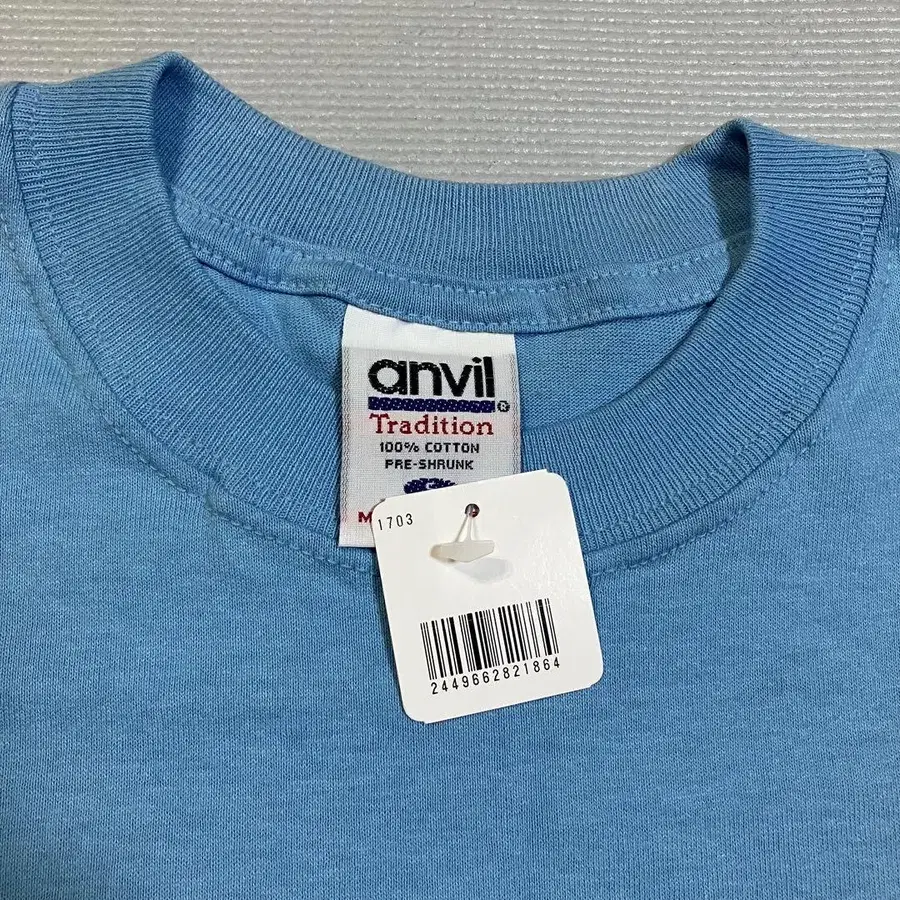 anvil
®
Tradition
100% COTTON
PRE-SHRUNK
M
1703
2449662821864